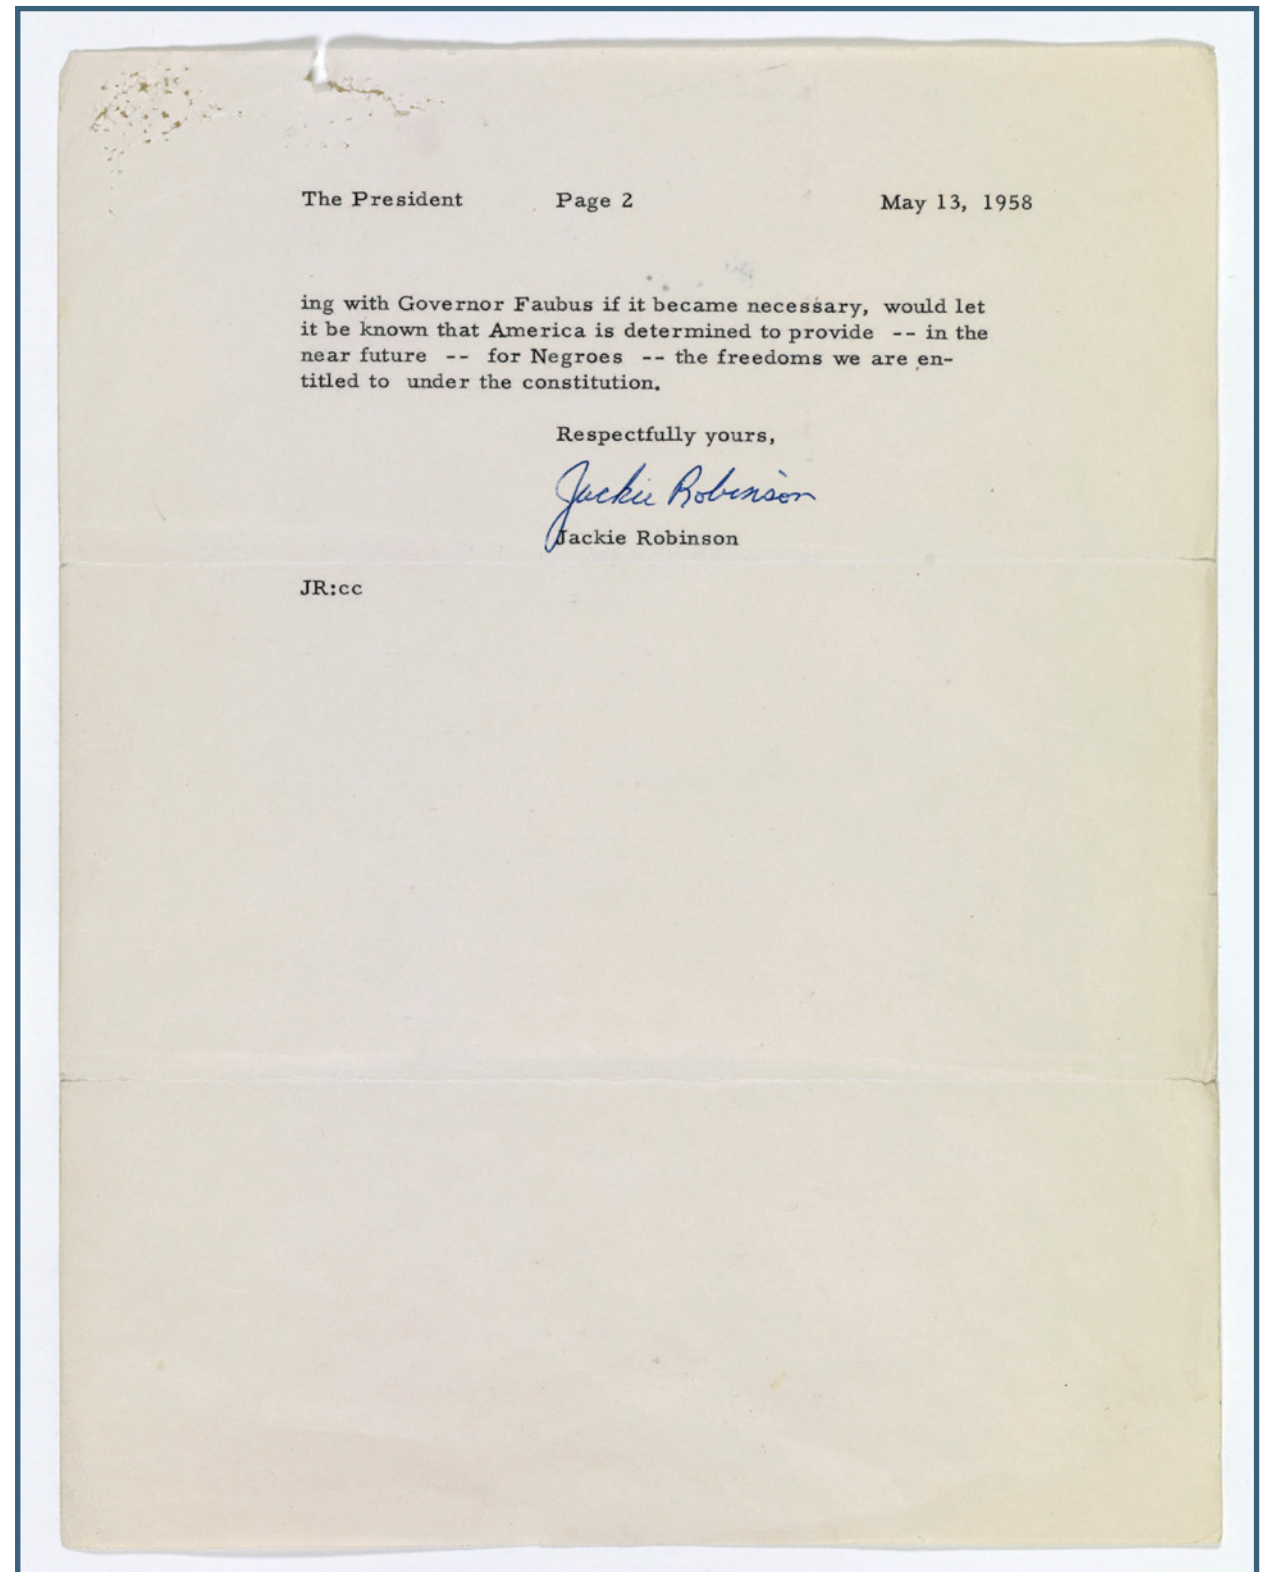 The President Page 2 May 13, 1958
ing with Governor Faubus if it became necessary, would let
it be known that America is determined to provide -- in the
near future -- for Negroes -- the freedoms we are en-
titled to under the constitution.
Respectfully yours,
Jackie Robinson
Jackie Robinson
JR:cc